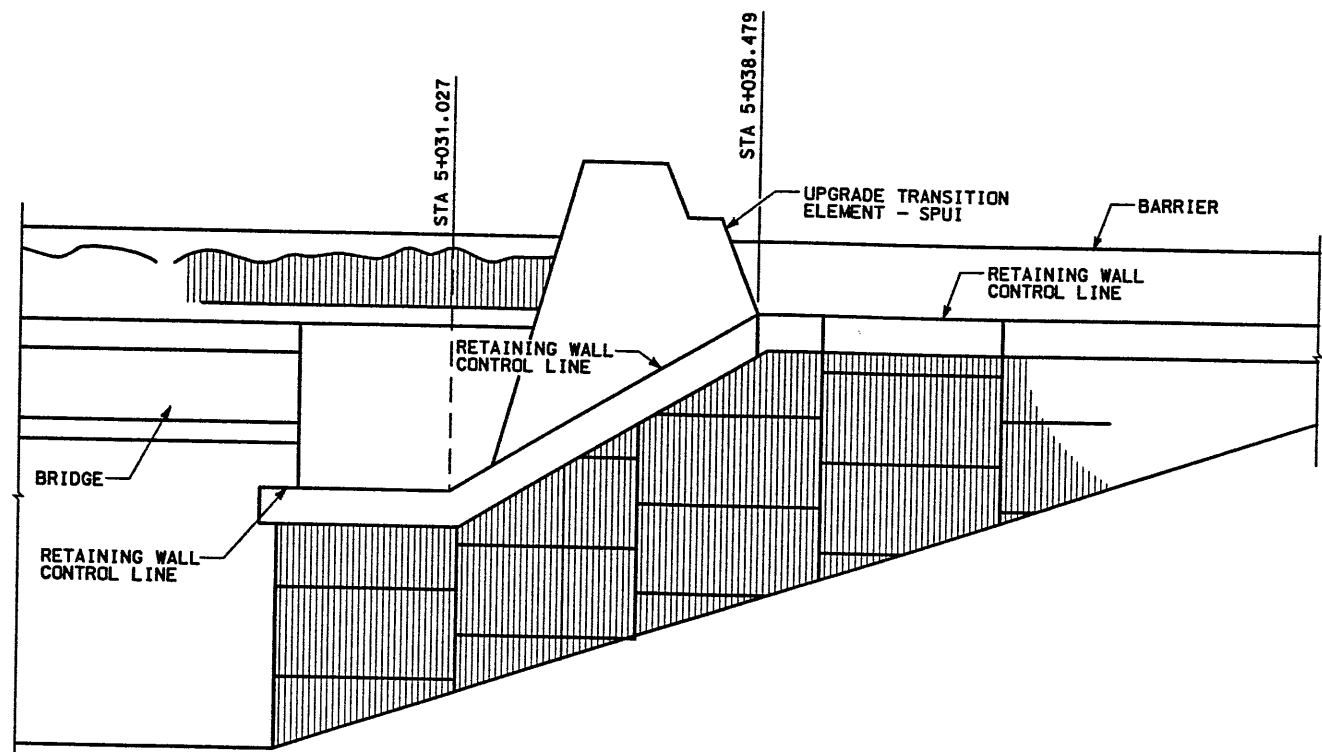 STA 5+031.027
STA 5+038.479
UPGRADE TRANSITION
ELEMENT - SPUI
BARRIER
RETAINING WALL
CONTROL LINE
RETAINING WALL
CONTROL LINE
BRIDGE
RETAINING WALL
CONTROL LINE